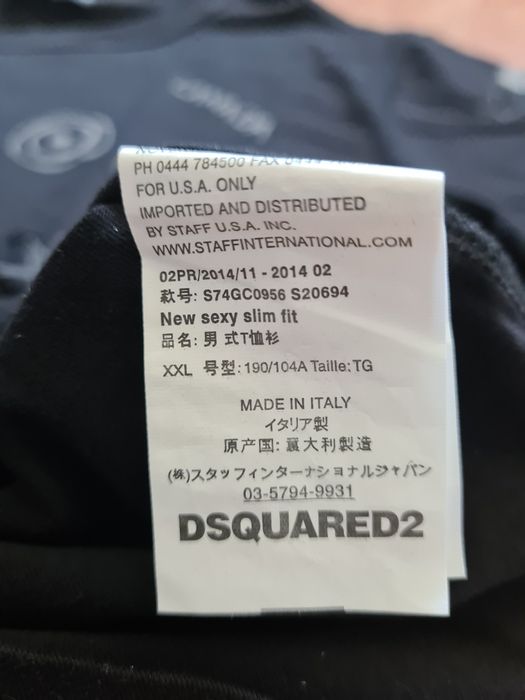 PH 0444 784500 FAX 0444
FOR U.S.A. ONLY
IMPORTED AND DISTRIBUTED
BY STAFF U.S.A. INC.
WWW.STAFFINTERNATIONAL.COM
02PR/2014/11 - 2014 02
款号: S74GC0956 S20694
New sexy slim fit
品名: 男 式T恤衫
XXL 号型: 190/104A Taille: TG
MADE IN ITALY
イタリア製
原产国: 意大利製造
(株)スタッフインターナショナルジャパン
03-5794-9931
DSQUARED2